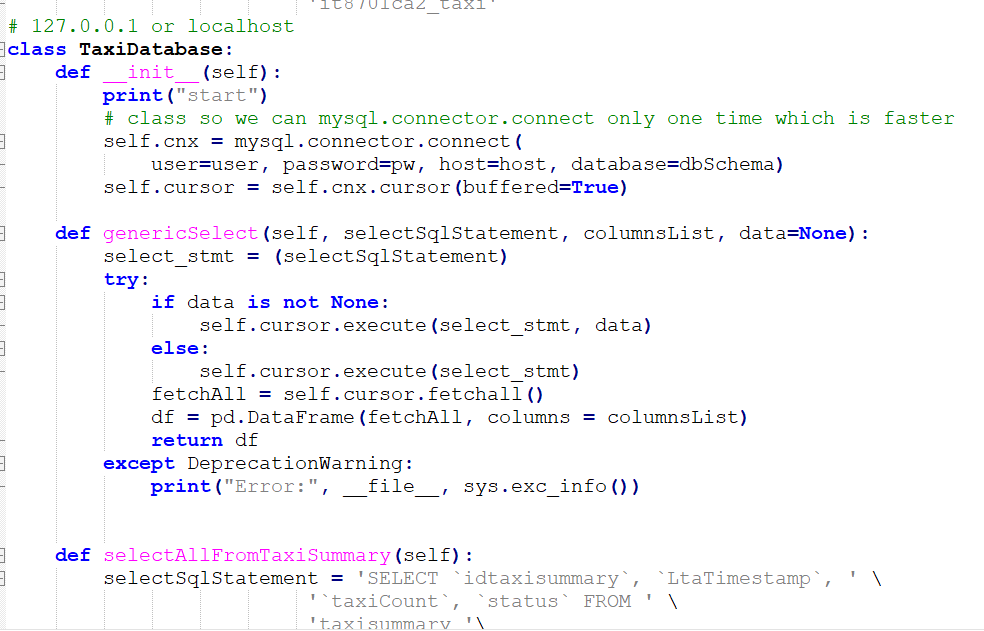 'it8701ca2_taxi'
# 127.0.0.1 or localhost
class TaxiDatabase:
    def __init__(self):
        print("start")
        # class so we can mysql.connector.connect only one time which is faster
        self.cnx = mysql.connector.connect(
            user=user, password=pw, host=host, database=dbSchema)
        self.cursor = self.cnx.cursor(buffered=True)

    def genericSelect(self, selectSqlStatement, columnsList, data=None):
        select_stmt = (selectSqlStatement)
        try:
            if data is not None:
                self.cursor.execute(select_stmt, data)
            else:
                self.cursor.execute(select_stmt)
            fetchAll = self.cursor.fetchall()
            df = pd.DataFrame(fetchAll, columns = columnsList)
            return df
        except DeprecationWarning:
            print("Error:", __file__, sys.exc_info())


    def selectAllFromTaxiSummary(self):
        selectSqlStatement = 'SELECT `idtaxisummary`, `LtaTimestamp`, ' \
                         '`taxiCount`, `status` FROM ' \
                         'taxisummary '\